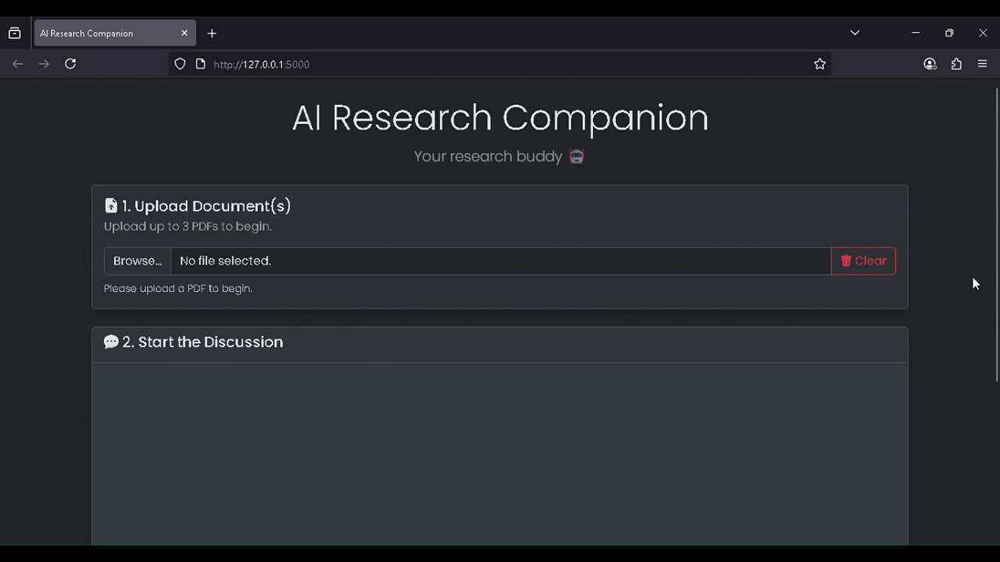 AI Research Companion
http://127.0.0.1:5000
AI Research Companion
Your research buddy
1. Upload Document(s)
Upload up to 3 PDFs to begin.
Browse... No file selected. Clear
Please upload a PDF to begin.
2. Start the Discussion